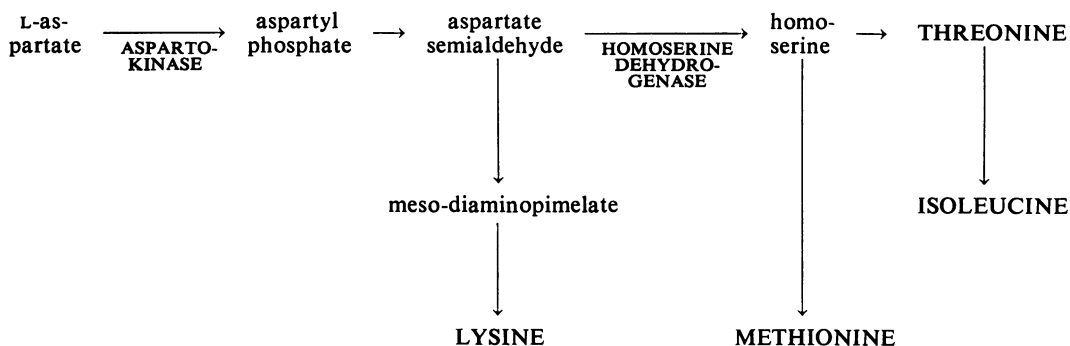 L-as-
partate
ASPARTO-
KINASE
aspartyl
phosphate
aspartate
semialdehyde
HOMOSERINE
DEHYDRO-
GENASE
homo-
serine
THREONINE
meso-diaminopimelate
ISOLEUCINE
LYSINE
METHIONINE